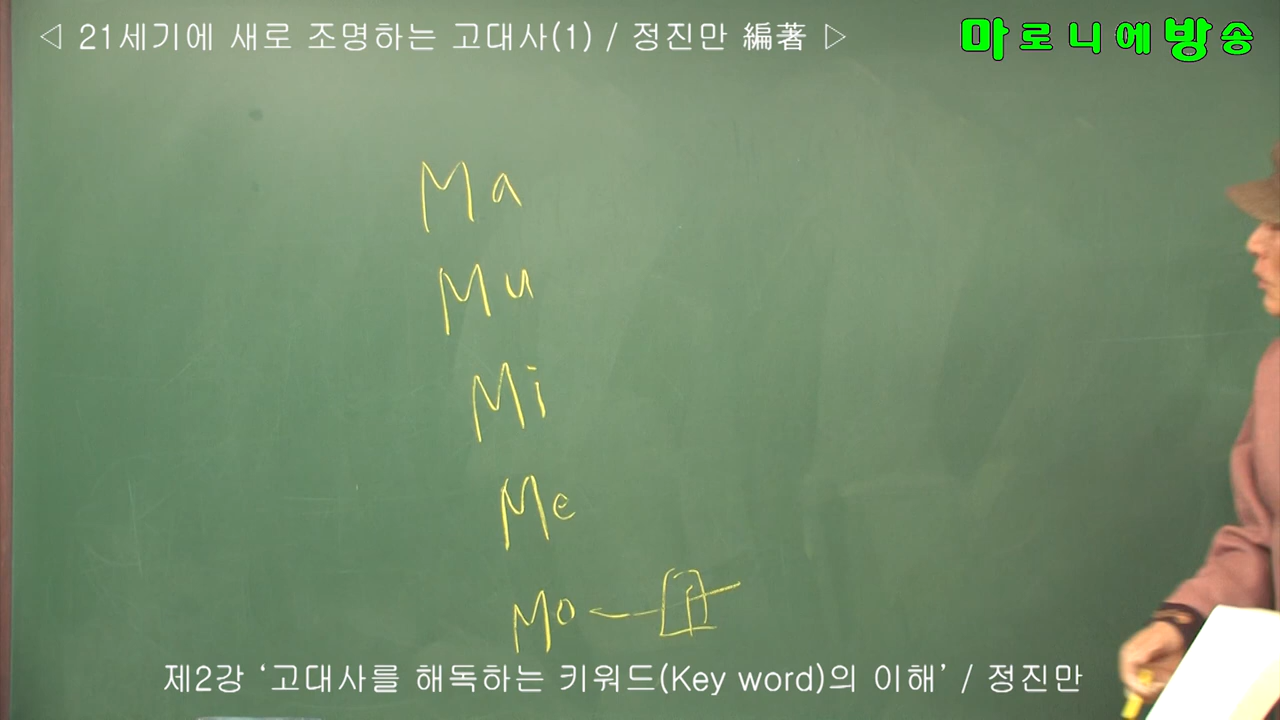 ◁ 21세기에 새로 조명하는 고대사(1) / 정진만 編著 ▷
마로니에방송
Ma
Mu
Mi
Me
Mo ← 母
제2강 ‘고대사를 해독하는 키워드(Key word)의 이해’ / 정진만